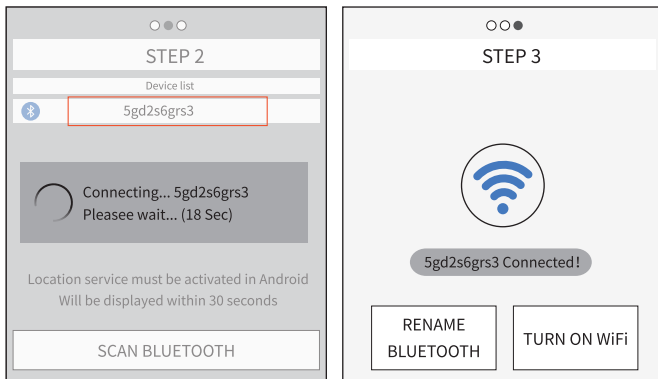 STEP 2
Device list
5gd2s6grs3
Connecting... 5gd2s6grs3
Pleasee wait... (18 Sec)
Location service must be activated in Android
Will be displayed within 30 seconds
SCAN BLUETOOTH
STEP 3
5gd2s6grs3 Connected!
RENAME
BLUETOOTH
TURN ON WiFi